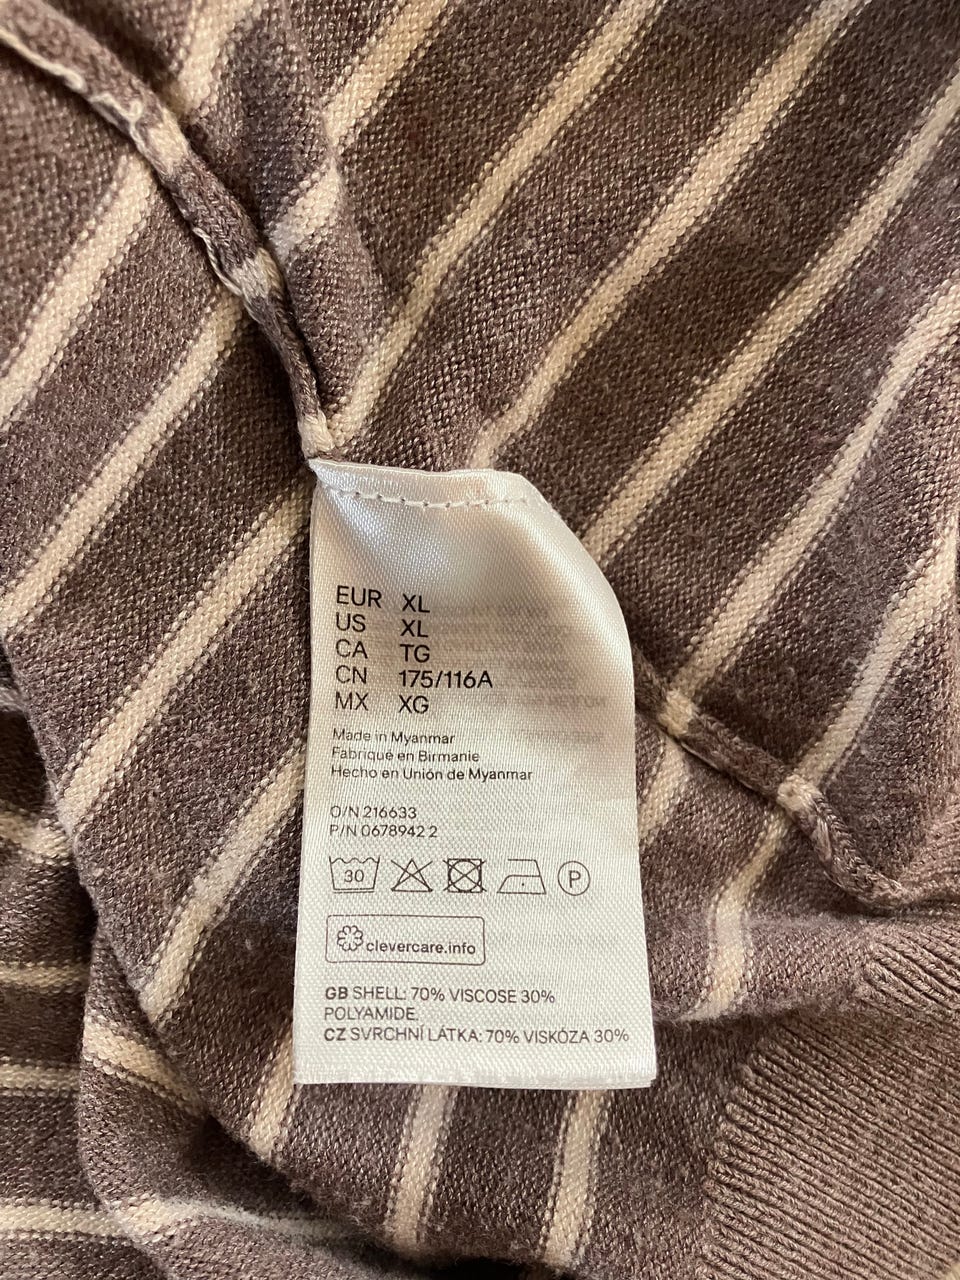 EUR XL
US XL
CA TG
CN 175/116A
MX XG
Made in Myanmar
Fabriqué en Birmanie
Hecho en Unión de Myanmar
O/N 216633
P/N 0678942 2
30
P
clevercare.info
GB SHELL: 70% VISCOSE 30%
POLYAMIDE.
CZ SVRCHNÍ LÁTKA: 70% VISKÓZA 30%